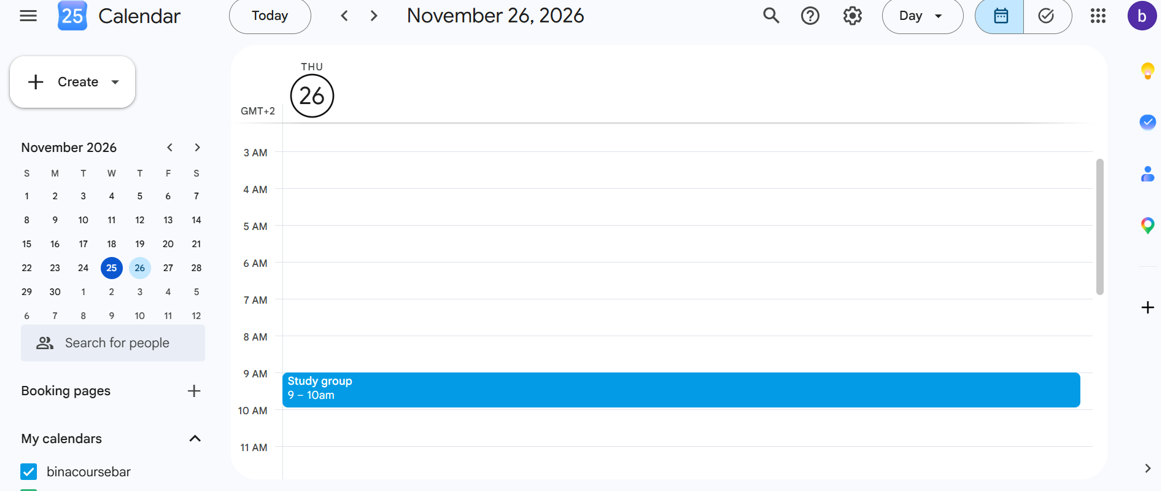 25 Calendar
Today
November 26, 2026
Day
b
Create
November 2026
S M T W T F S
1 2 3 4 5 6 7
8 9 10 11 12 13 14
15 16 17 18 19 20 21
22 23 24 25 26 27 28
29 30 1 2 3 4 5
6 7 8 9 10 11 12
Search for people
Booking pages
My calendars
binacoursebar
THU
26
GMT+2
3 AM
4 AM
5 AM
6 AM
7 AM
8 AM
9 AM
Study group
9 – 10am
10 AM
11 AM